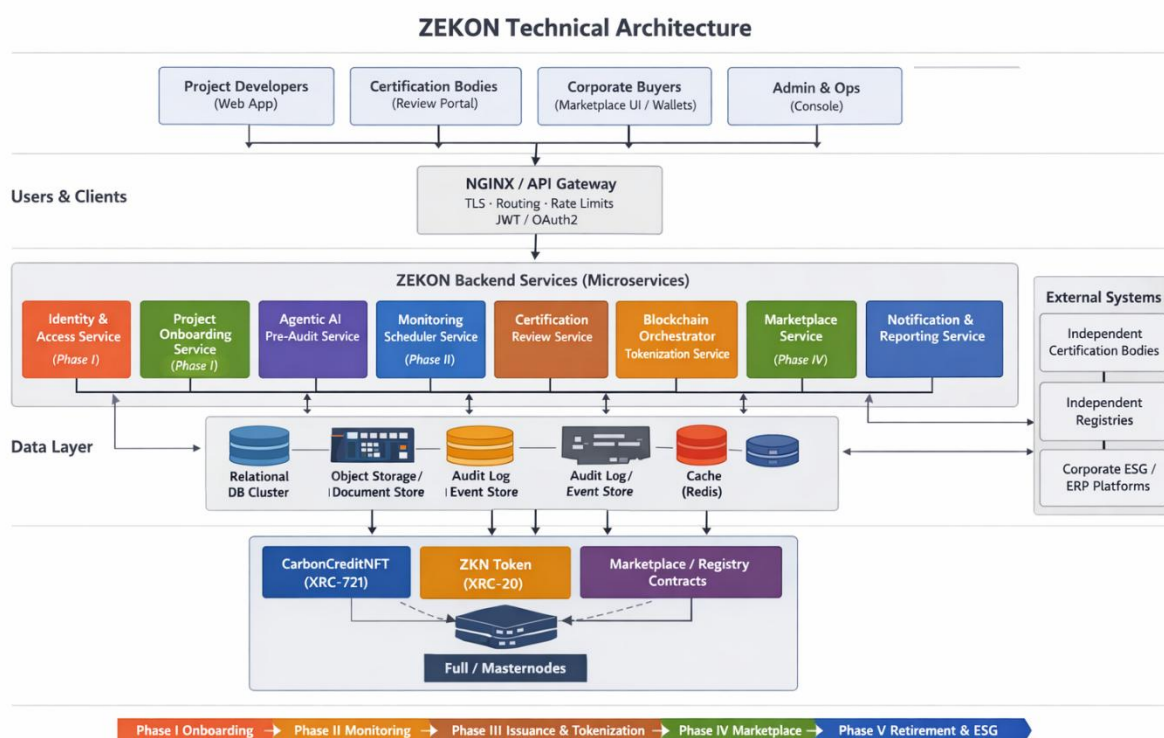 ZEKON Technical Architecture
Project Developers
(Web App)
Certification Bodies
(Review Portal)
Corporate Buyers
(Marketplace UI / Wallets)
Admin & Ops
(Console)
Users & Clients
NGINX / API Gateway
TLS · Routing · Rate Limits
JWT / OAuth2
ZEKON Backend Services (Microservices)
Identity &
Access Service
(Phase I)
Project
Onboarding
Service
(Phase I)
Agentic AI
Pre-Audit Service
Monitoring
Scheduler Service
(Phase II)
Certification
Review Service
Blockchain
Orchestrator
Tokenization Service
Marketplace
Service
(Phase IV)
Notification &
Reporting Service
External Systems
Independent
Certification Bodies
Independent
Registries
Corporate ESG /
ERP Platforms
Data Layer
Relational
DB Cluster
Object Storage/
Document Store
Audit Log
Event Store
Audit Log/
Event Store
Cache
(Redis)
CarbonCreditNFT
(XRC-721)
ZKN Token
(XRC-20)
Marketplace / Registry
Contracts
Full / Masternodes
Phase I Onboarding
Phase II Monitoring
Phase III Issuance & Tokenization
Phase IV Marketplace
Phase V Retirement & ESG